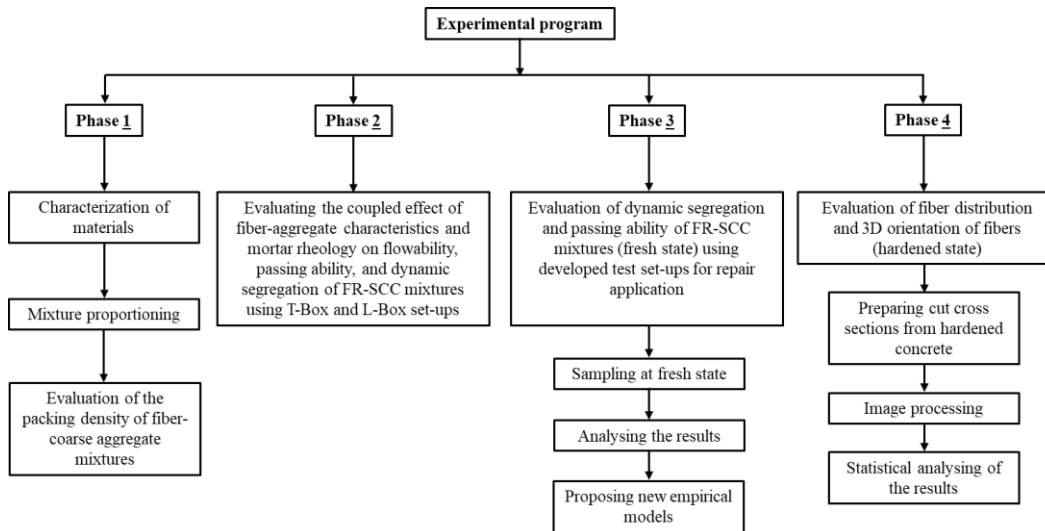 Experimental program
Phase 1
Phase 2
Phase 3
Phase 4
Characterization of
materials
Mixture proportioning
Evaluation of the
packing density of fiber-
coarse aggregate
mixtures
Evaluating the coupled effect of
fiber-aggregate characteristics and
mortar rheology on flowability,
passing ability, and dynamic
segregation of FR-SCC mixtures
using T-Box and L-Box set-ups
Evaluation of dynamic segregation
and passing ability of FR-SCC
mixtures (fresh state) using
developed test set-ups for repair
application
Sampling at fresh state
Analysing the results
Proposing new empirical
models
Evaluation of fiber distribution
and 3D orientation of fibers
(hardened state)
Preparing cut cross
sections from hardened
concrete
Image processing
Statistical analysing of
the results